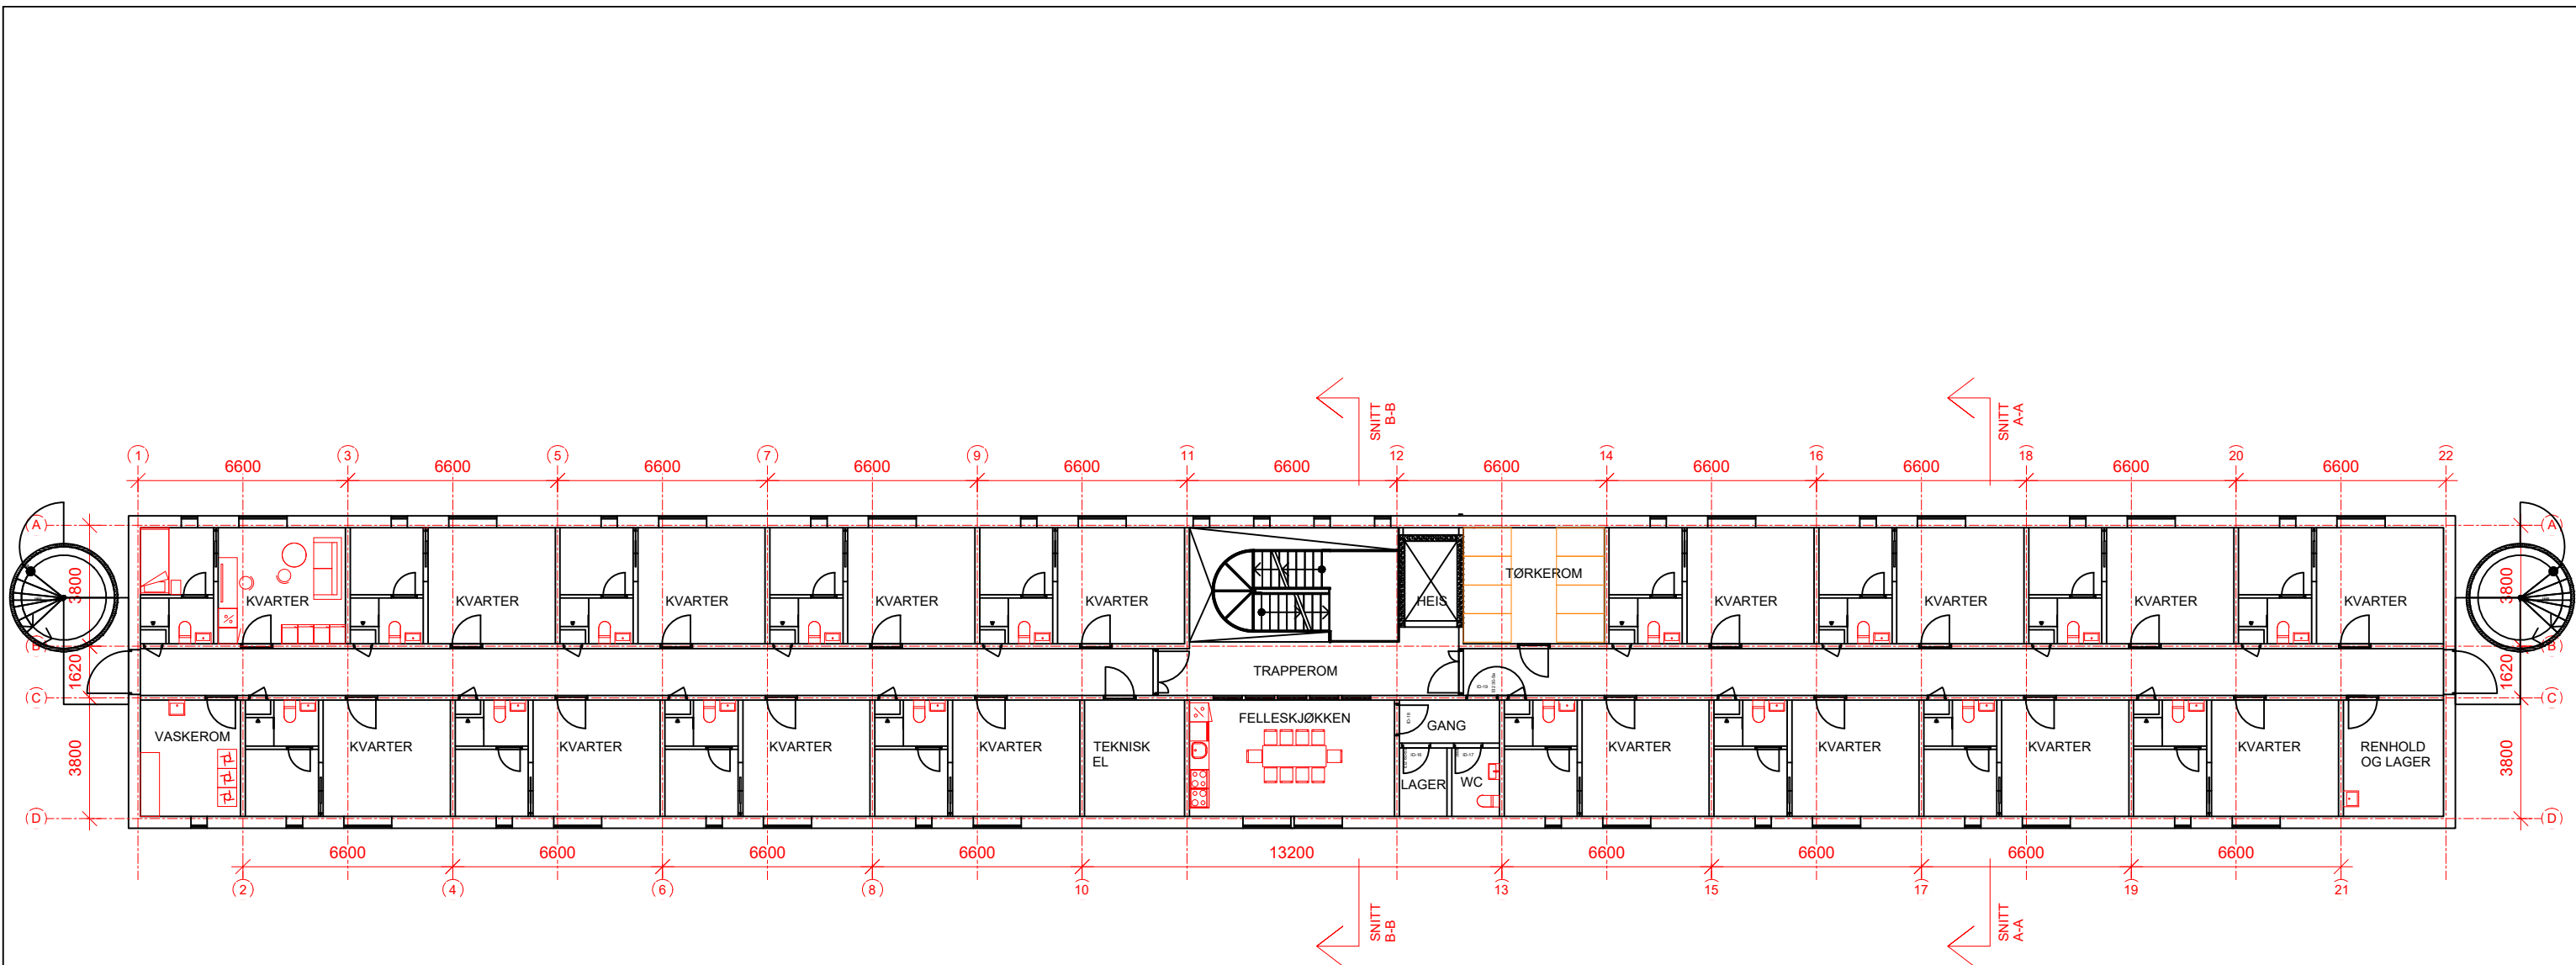 SNITT
B-B
SNITT
A-A
1 3 5 7 9 11 12 14 16 18 20 22
6600 6600 6600 6600 6600 6600 6600 6600 6600 6600 6600
A A
3800 3800
KVARTER KVARTER KVARTER KVARTER KVARTER HEIS TØRKEROM KVARTER KVARTER KVARTER KVARTER
B B
1620 TRAPPEROM 1620
C C
VASKEROM FELLESKJØKKEN GANG
3800 KVARTER KVARTER KVARTER KVARTER TEKNISK
EL
LAGER WC KVARTER KVARTER KVARTER KVARTER RENHOLD
OG LAGER
3800
D D
6600 6600 6600 6600 13200 6600 6600 6600 6600
2 4 6 8 10 13 15 17 19 21
SNITT
B-B
SNITT
A-A